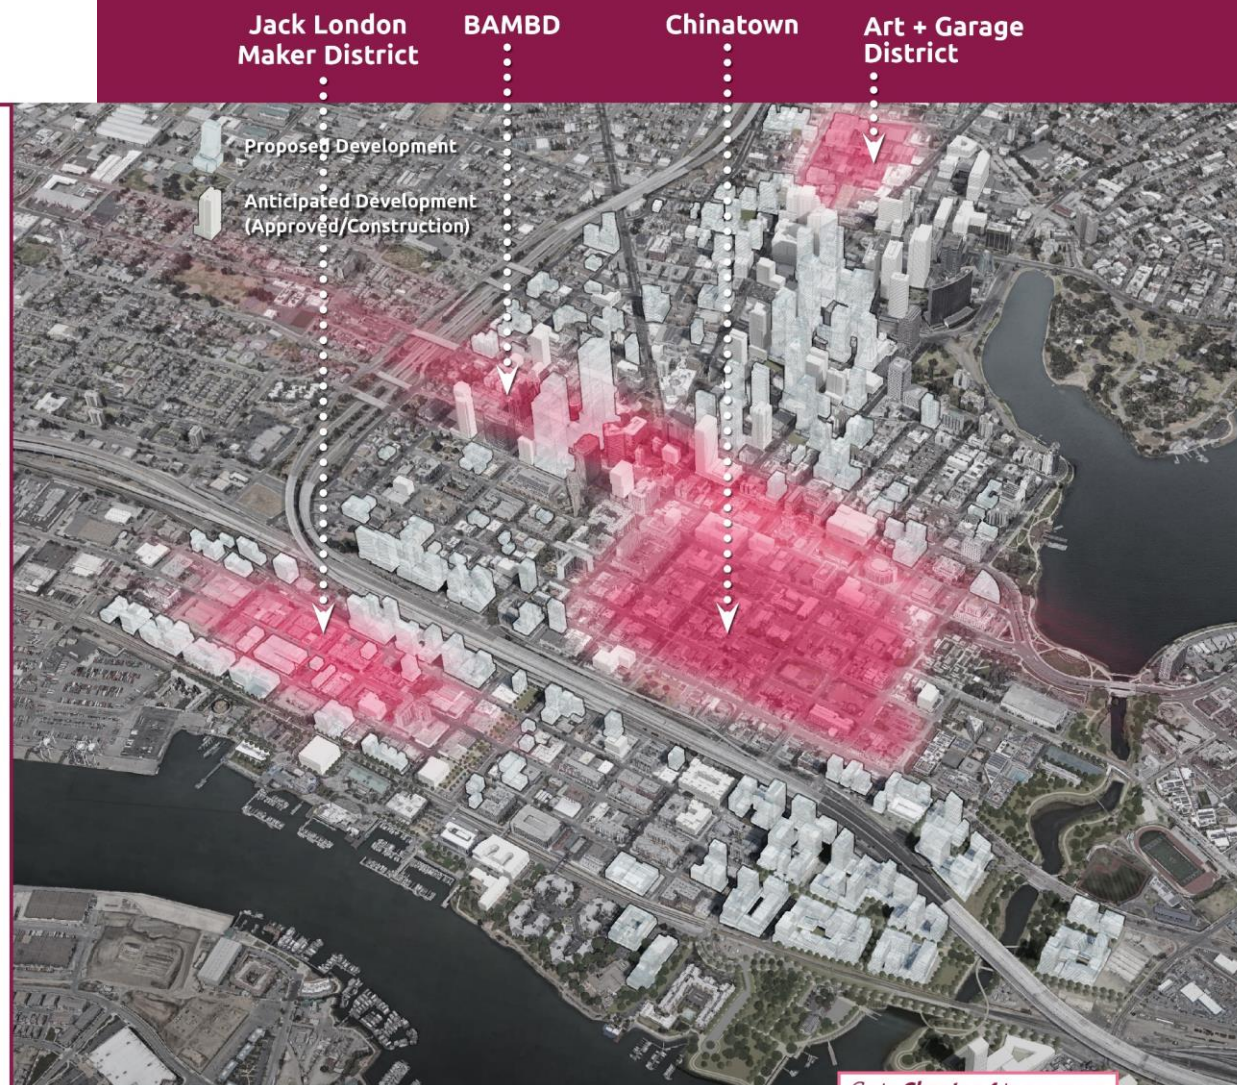 Jack London
Maker District
BAMBD
Chinatown
Art + Garage
District
Proposed Development
Anticipated Development
(Approved/Construction)